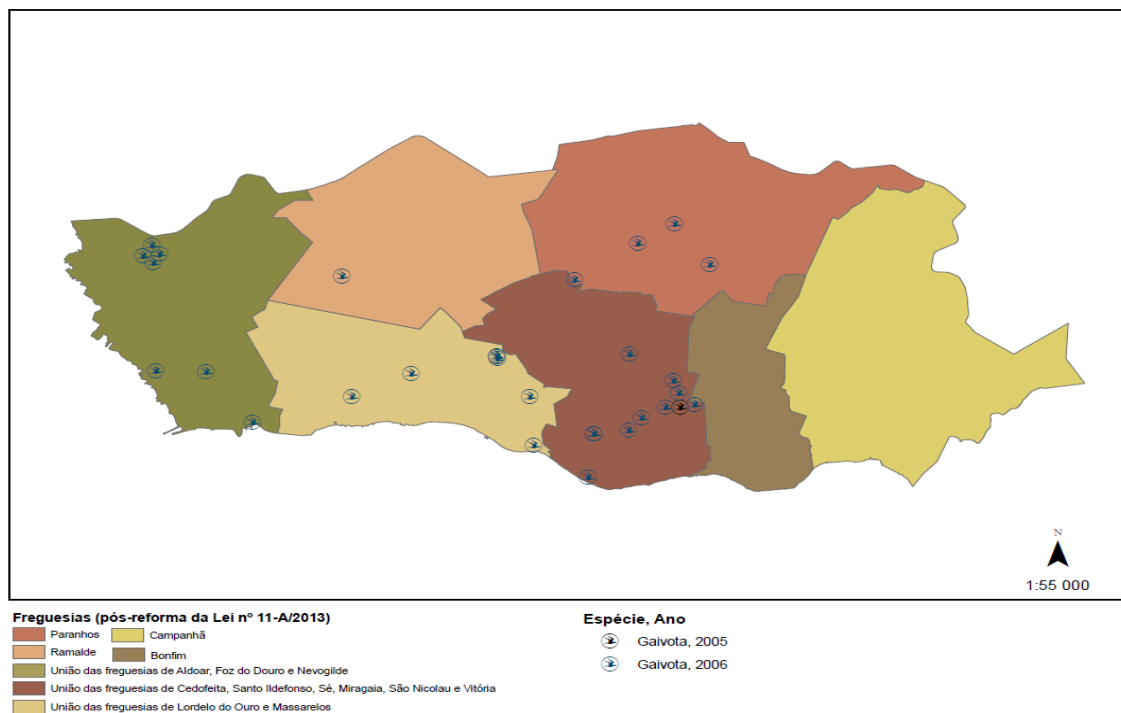 N
1:55 000
Freguesias (pós-reforma da Lei nº 11-A/2013)
Paranhos Campanhã
Ramalde Bonfim
União das freguesias de Aldoar, Foz do Douro e Nevogilde
União das freguesias de Cedofeita, Santo Ildefonso, Sé, Miragaia, São Nicolau e Vitória
União das freguesias de Lordelo do Ouro e Massarelos
Espécie, Ano
Gaivota, 2005
Gaivota, 2006